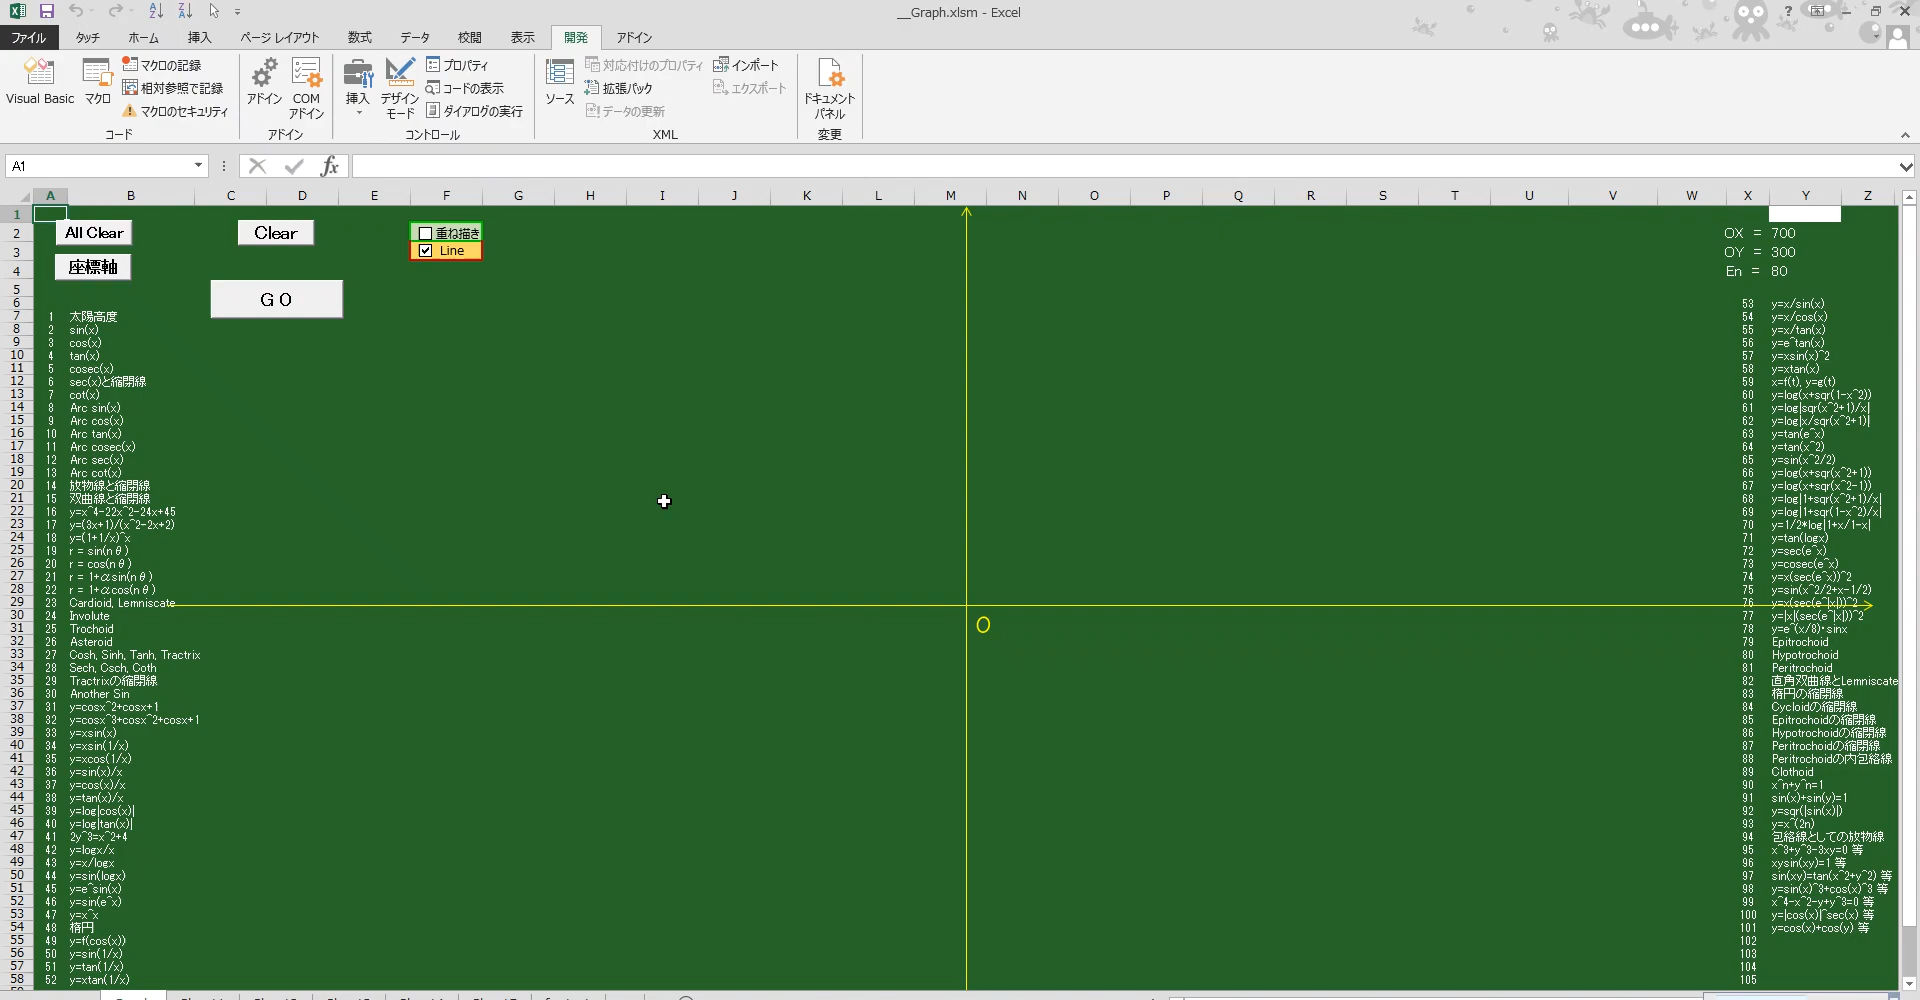 __Graph.xlsm - Excel
ファイル タッチ ホーム 挿入 ページ レイアウト 数式 データ 校閲 表示 開発 アドイン
Visual Basic
マクロ
マクロの記録
相対参照で記録
マクロのセキュリティ
コード
アドイン
COM
アドイン
アドイン
挿入
デザイン
モード
プロパティ
コードの表示
ダイアログの実行
コントロール
ソース
対応付けのプロパティ
拡張パック
データの更新
インポート
エクスポート
XML
ドキュメント
パネル
変更
A1
fx
A B C D E F G H I J K L M N O P Q R S T U V W X Y Z
All Clear
Clear
座標軸
G O
重ね描き
Line
OX = 700
OY = 300
En = 80
O
1 太陽高度
2 sin(x)
3 cos(x)
4 tan(x)
5 cosec(x)
6 sec(x)と縮閉線
7 cot(x)
8 Arc sin(x)
9 Arc cos(x)
10 Arc tan(x)
11 Arc cosec(x)
12 Arc sec(x)
13 Arc cot(x)
14 放物線と縮閉線
15 双曲線と縮閉線
16 y=x^4-22x^2-24x+45
17 y=(3x+1)/(x^2-2x+2)
18 y=(1+1/x)^x
19 r = sin(nθ)
20 r = cos(nθ)
21 r = 1+αsin(nθ)
22 r = 1+αcos(nθ)
23 Cardioid, Lemniscate
24 Involute
25 Trochoid
26 Asteroid
27 Cosh, Sinh, Tanh, Tractrix
28 Sech, Csch, Coth
29 Tractrixの縮閉線
30 Another Sin
31 y=cosx^2+cosx+1
32 y=cosx^3+cosx^2+cosx+1
33 y=xsin(x)
34 y=xsin(1/x)
35 y=xcos(1/x)
36 y=sin(x)/x
37 y=cos(x)/x
38 y=tan(x)/x
39 y=log|cos(x)|
40 y=log|tan(x)|
41 2y^3=x^2+4
42 y=logx/x
43 y=x/logx
44 y=sin(logx)
45 y=e^sin(x)
46 y=sin(e^x)
47 y=x^x
48 楕円
49 y=f(cos(x))
50 y=sin(1/x)
51 y=tan(1/x)
52 y=xtan(1/x)
53 y=x/sin(x)
54 y=x/cos(x)
55 y=x/tan(x)
56 y=e^tan(x)
57 y=xsin(x)^2
58 y=xtan(x)
59 x=f(t), y=g(t)
60 y=log(x+sqr(1-x^2))
61 y=log|sqr(x^2+1)/x|
62 y=log|x/sqr(x^2+1)|
63 y=tan(e^x)
64 y=tan(x^2)
65 y=sin(x^2/2)
66 y=log(x+sqr(x^2+1))
67 y=log(x+sqr(x^2-1))
68 y=log|1+sqr(x^2+1)/x|
69 y=log|1+sqr(1-x^2)/x|
70 y=1/2*log|1+x/1-x|
71 y=tan(logx)
72 y=sec(e^x)
73 y=cosec(e^x)
74 y=x(sec(e^x))^2
75 y=sin(x^2/2+x-1/2)
76 y=x(sec(e^|x|))^2
77 y=|x|(sec(e^|x|))^2
78 y=e^(x/8)・sinx
79 Epitrochoid
80 Hypotrochoid
81 Peritrochoid
82 直角双曲線とLemniscate
83 楕円の縮閉線
84 Cycloidの縮閉線
85 Epitrochoidの縮閉線
86 Hypotrochoidの縮閉線
87 Peritrochoidの縮閉線
88 Peritrochoidの内包絡線
89 Clothoid
90 x^n+y^n=1
91 sin(x)+sin(y)=1
92 y=sqr(|sin(x)|)
93 y=x^(2n)
94 包絡線としての放物線
95 x^3+y^3-3xy=0 等
96 xysin(xy)=1 等
97 sin(xy)=tan(x^2+y^2) 等
98 y=sin(x)^3+cos(x)^3 等
99 x^4-x^2-y+y^3=0 等
100 y=|cos(x)|^sec(x) 等
101 y=cos(x)+cos(y) 等
102
103
104
105